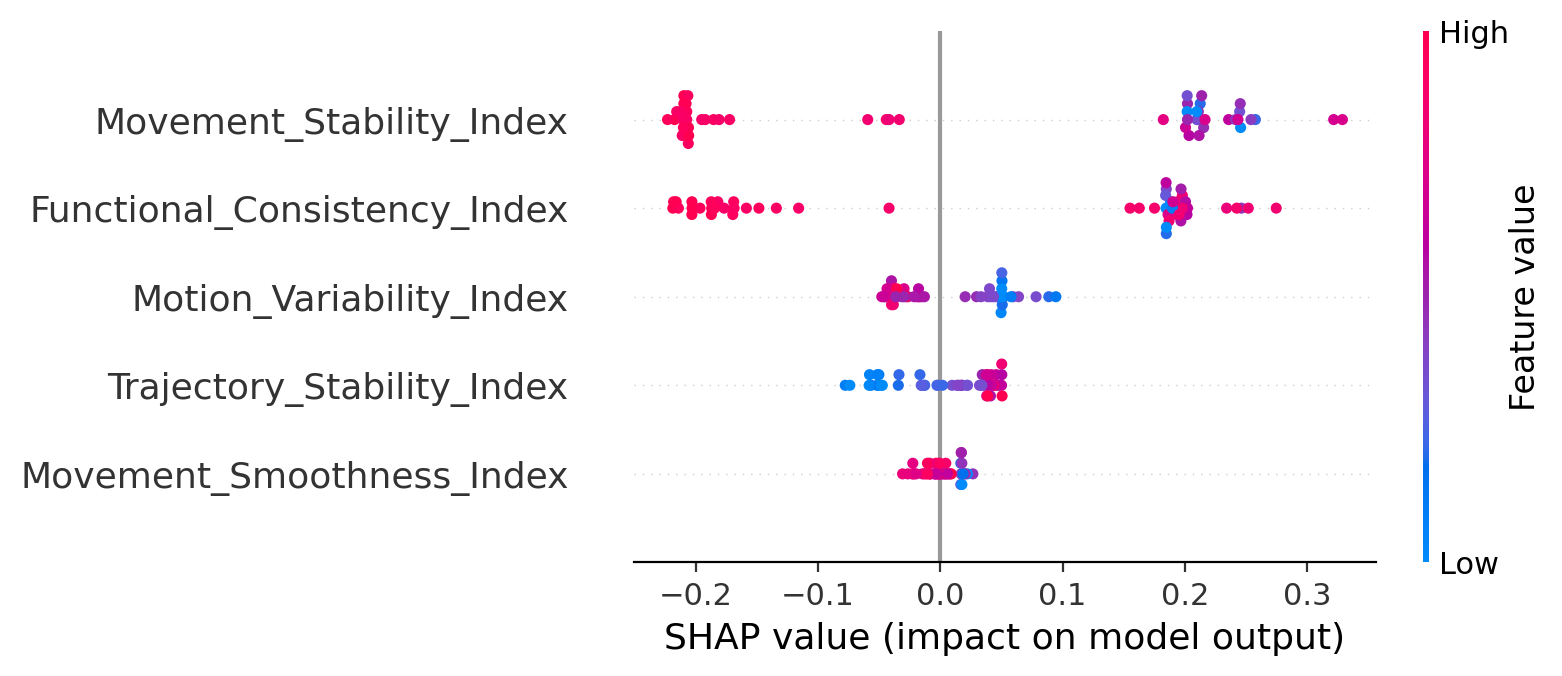 High
Movement_Stability_Index
Functional_Consistency_Index
Motion_Variability_Index
Trajectory_Stability_Index
Movement_Smoothness_Index
Feature value
Low
−0.2 −0.1 0.0 0.1 0.2 0.3
SHAP value (impact on model output)